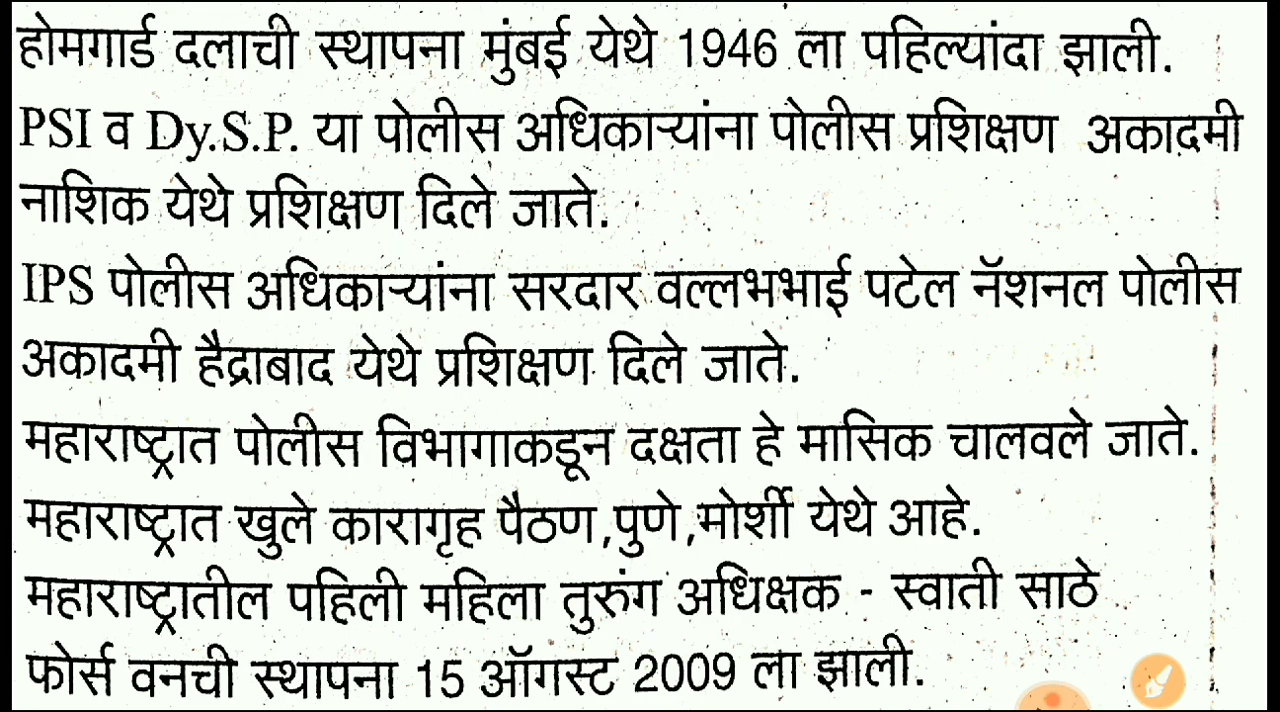 होमगार्ड दलाची स्थापना मुंबई येथे 1946 ला पहिल्यांदा झाली.
PSI व Dy.S.P. या पोलीस अधिकाऱ्यांना पोलीस प्रशिक्षण अकादमी
नाशिक येथे प्रशिक्षण दिले जाते.
IPS पोलीस अधिकाऱ्यांना सरदार वल्लभभाई पटेल नॅशनल पोलीस
अकादमी हैद्राबाद येथे प्रशिक्षण दिले जाते.
महाराष्ट्रात पोलीस विभागाकडून दक्षता हे मासिक चालवले जाते.
महाराष्ट्रात खुले कारागृह पैठण,पुणे,मोर्शी येथे आहे.
महाराष्ट्रातील पहिली महिला तुरुंग अधिक्षक - स्वाती साठे
फोर्स वनची स्थापना 15 ऑगस्ट 2009 ला झाली.